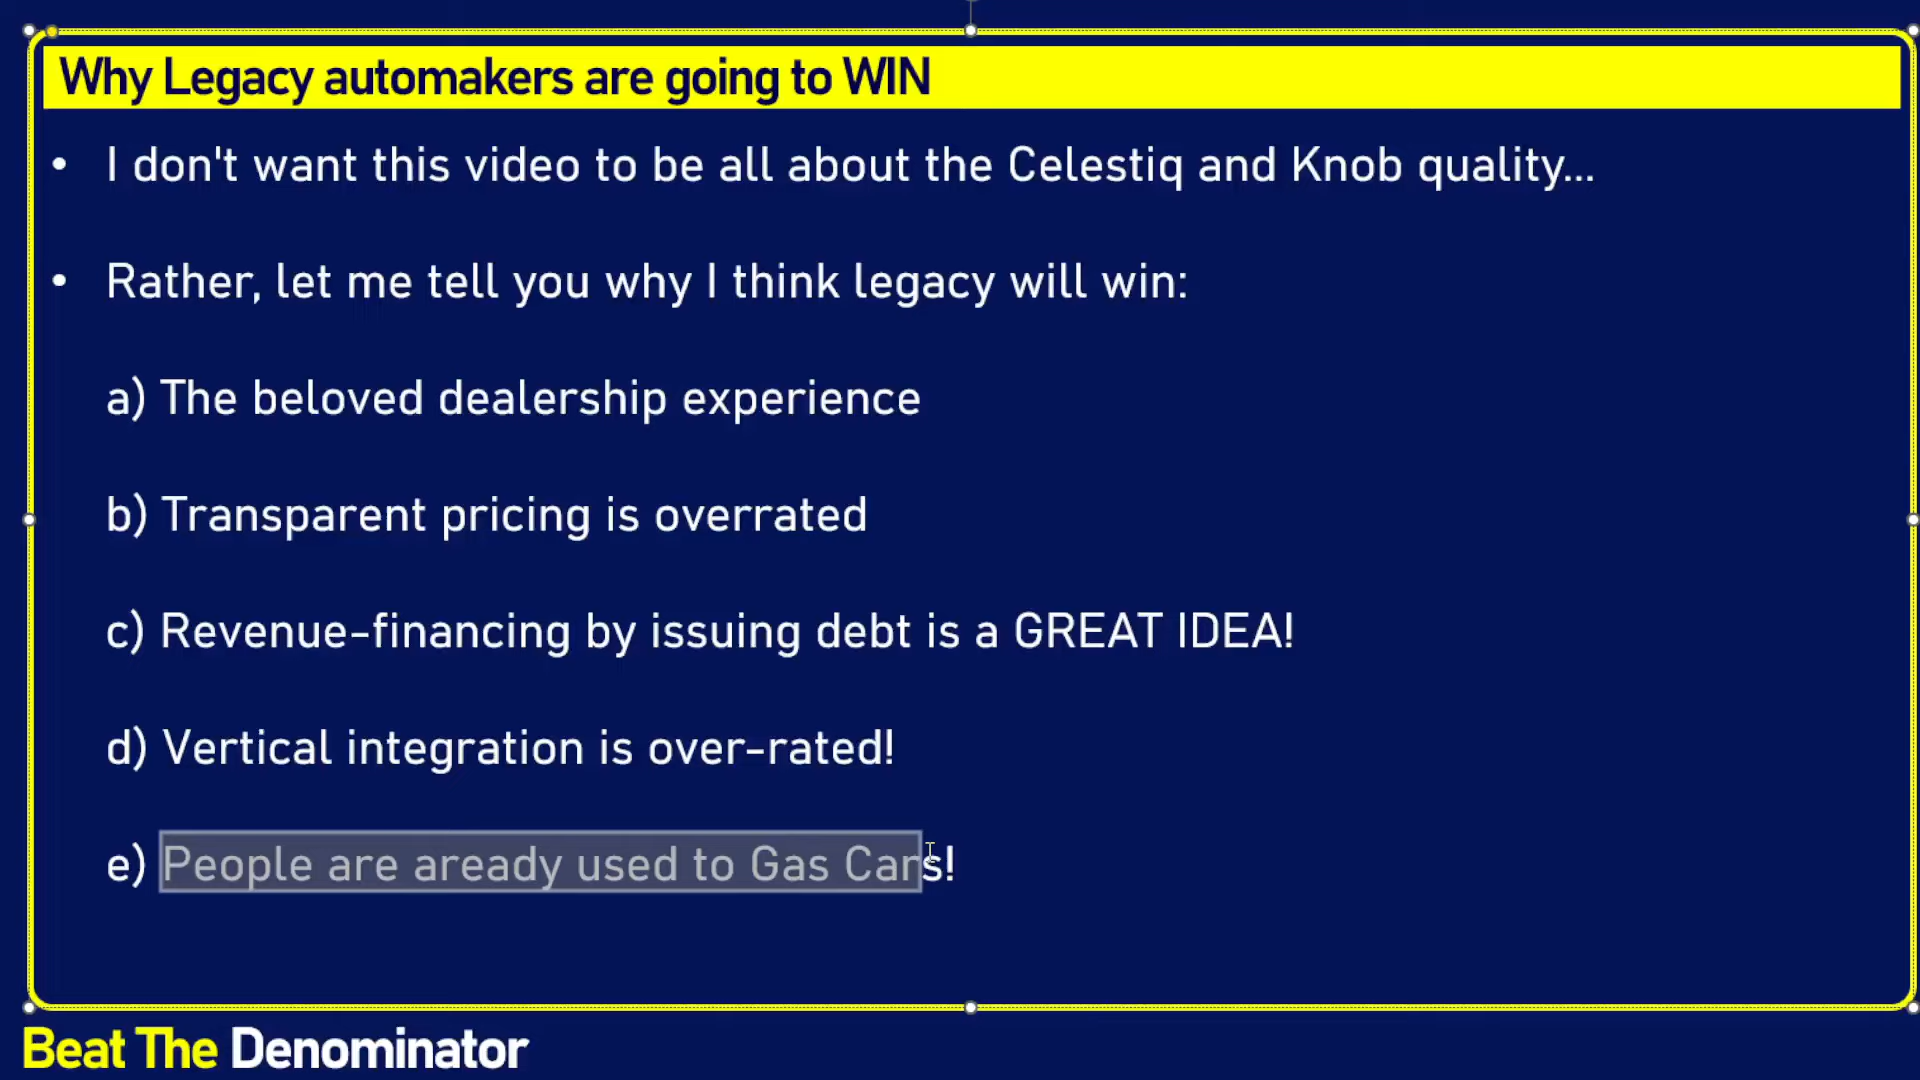 Why Legacy automakers are going to WIN
• I don't want this video to be all about the Celestiq and Knob quality...
• Rather, let me tell you why I think legacy will win:
a) The beloved dealership experience
b) Transparent pricing is overrated
c) Revenue-financing by issuing debt is a GREAT IDEA!
d) Vertical integration is over-rated!
e) People are aready used to Gas Cars!
Beat The Denominator